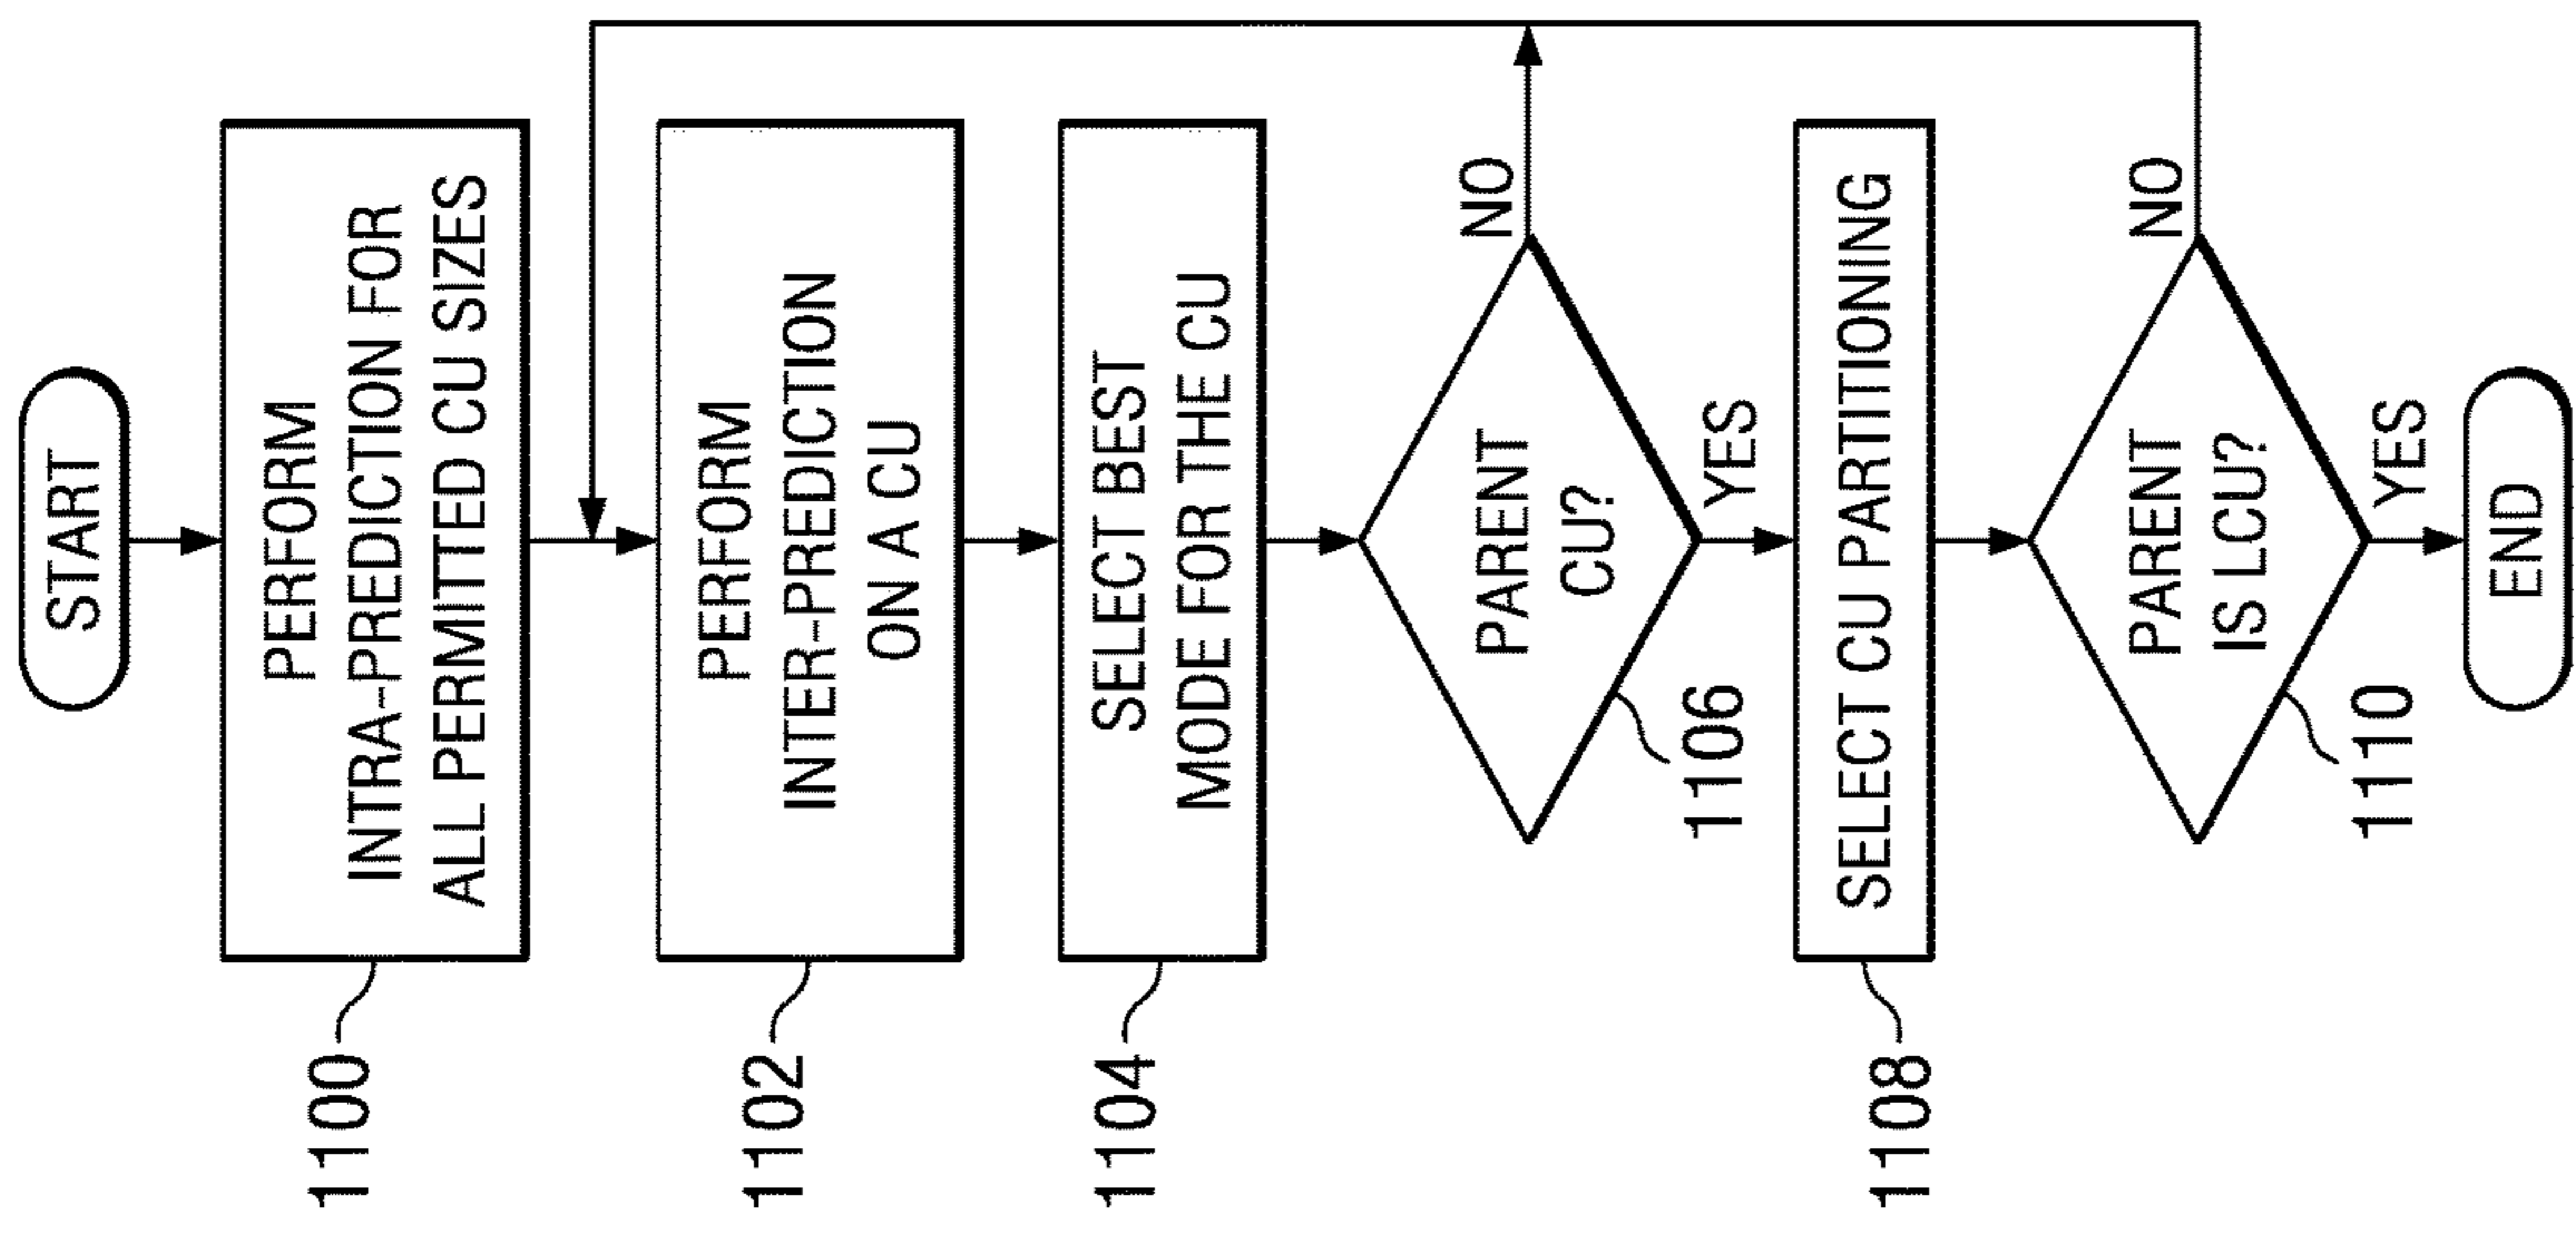 START
1100
PERFORM
INTRA-PREDICTION FOR
ALL PERMITTED CU SIZES
1102
PERFORM
INTER-PREDICTION
ON A CU
1104
SELECT BEST
MODE FOR THE CU
1106
PARENT
CU?
NO
YES
1108
SELECT CU PARTITIONING
1110
PARENT
IS LCU?
NO
YES
END